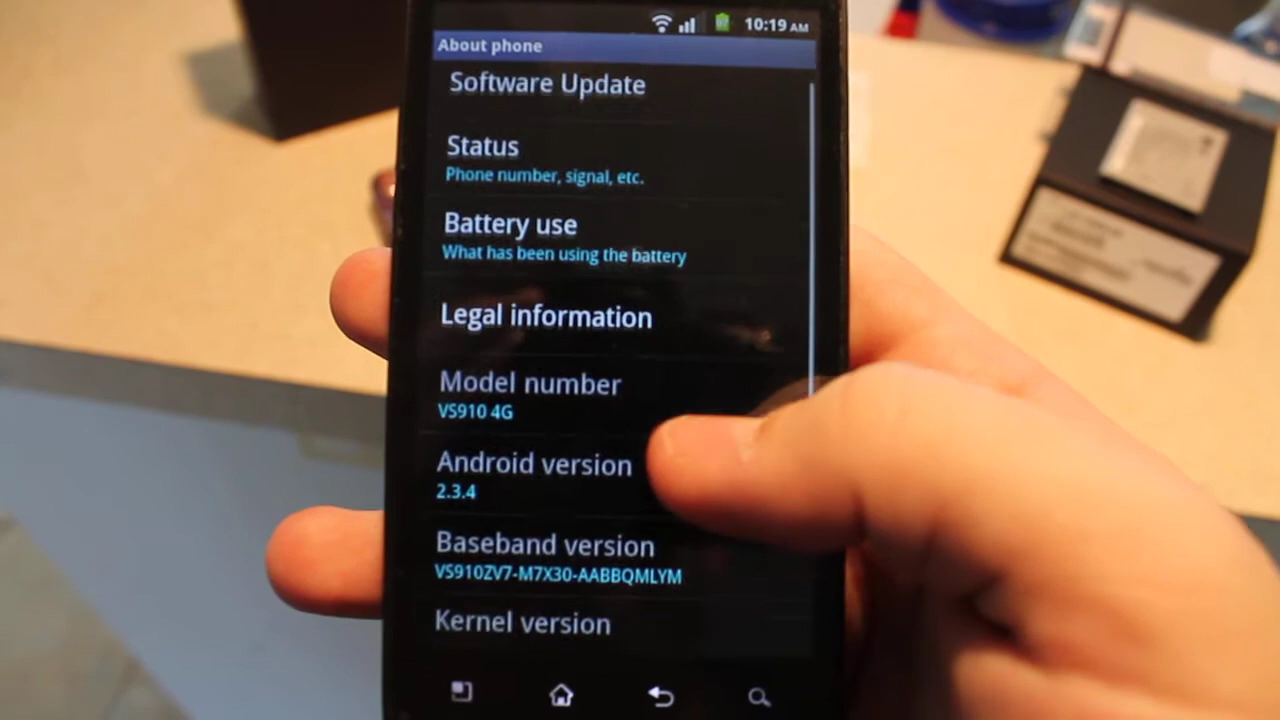 10:19 AM
About phone
Software Update
Status
Phone number, signal, etc.
Battery use
What has been using the battery
Legal information
Model number
VS910 4G
Android version
2.3.4
Baseband version
VS910ZV7-M7X30-AABBQMLYM
Kernel version